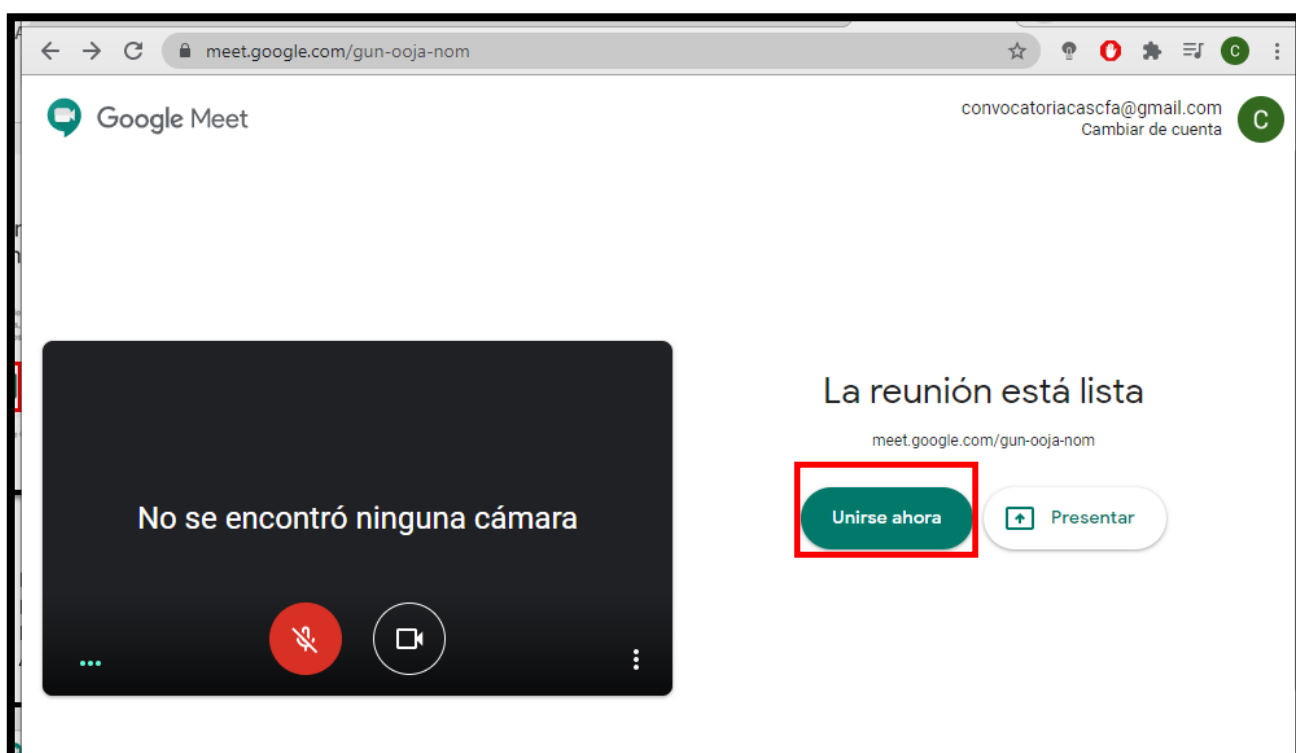 meet.google.com/gun-ooja-nom
C
Google Meet
convocatoriacascfa@gmail.com
Cambiar de cuenta
C
La reunión está lista
meet.google.com/gun-ooja-nom
No se encontró ninguna cámara
Unirse ahora
Presentar